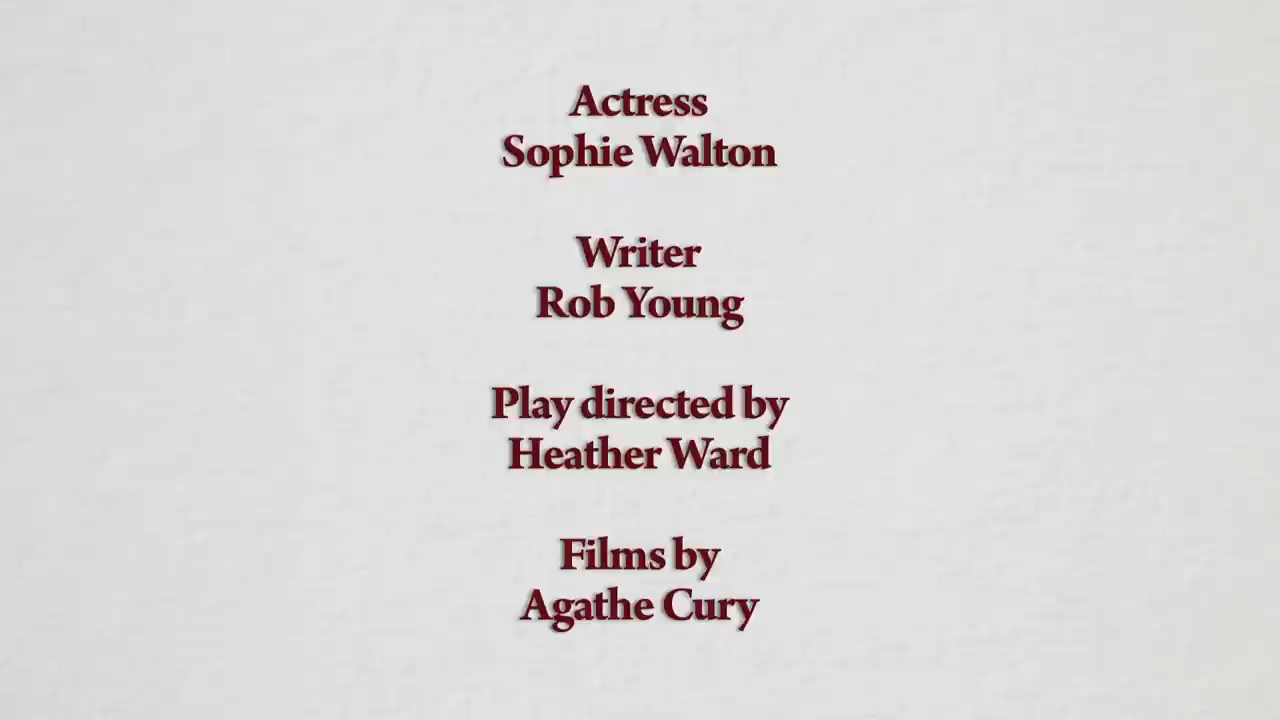 Actress
Sophie Walton
Writer
Rob Young
Play directed by
Heather Ward
Films by
Agathe Cury